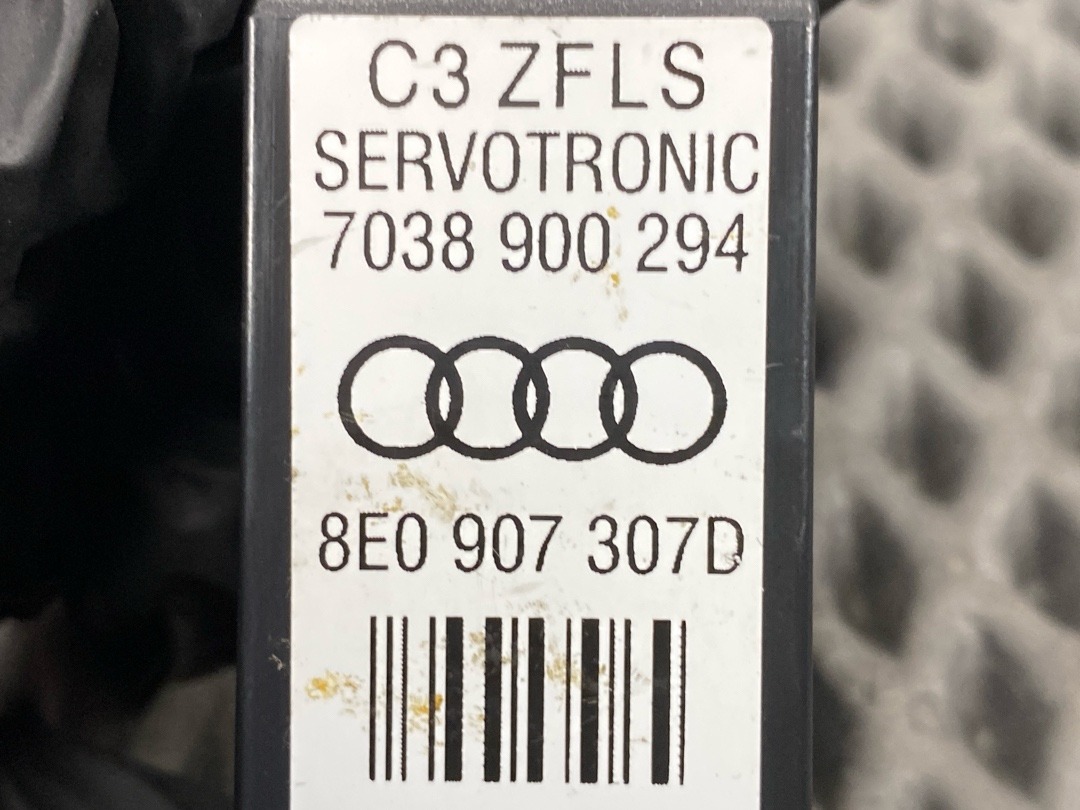 C3 ZFLS
SERVOTRONIC
7038 900 294
8E0 907 307D